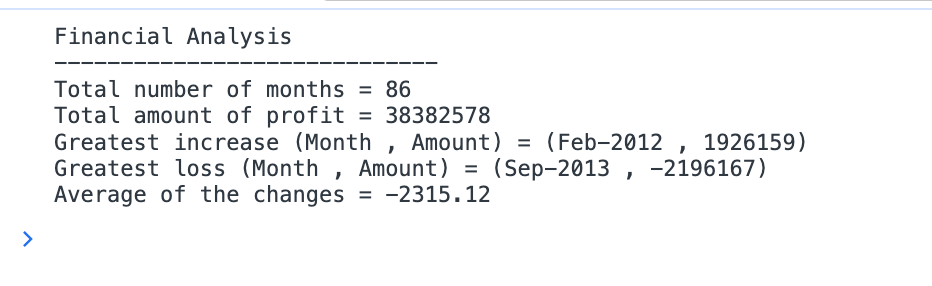 Financial Analysis
-----------------------------
Total number of months = 86
Total amount of profit = 38382578
Greatest increase (Month , Amount) = (Feb-2012 , 1926159)
Greatest loss (Month , Amount) = (Sep-2013 , -2196167)
Average of the changes = -2315.12
>